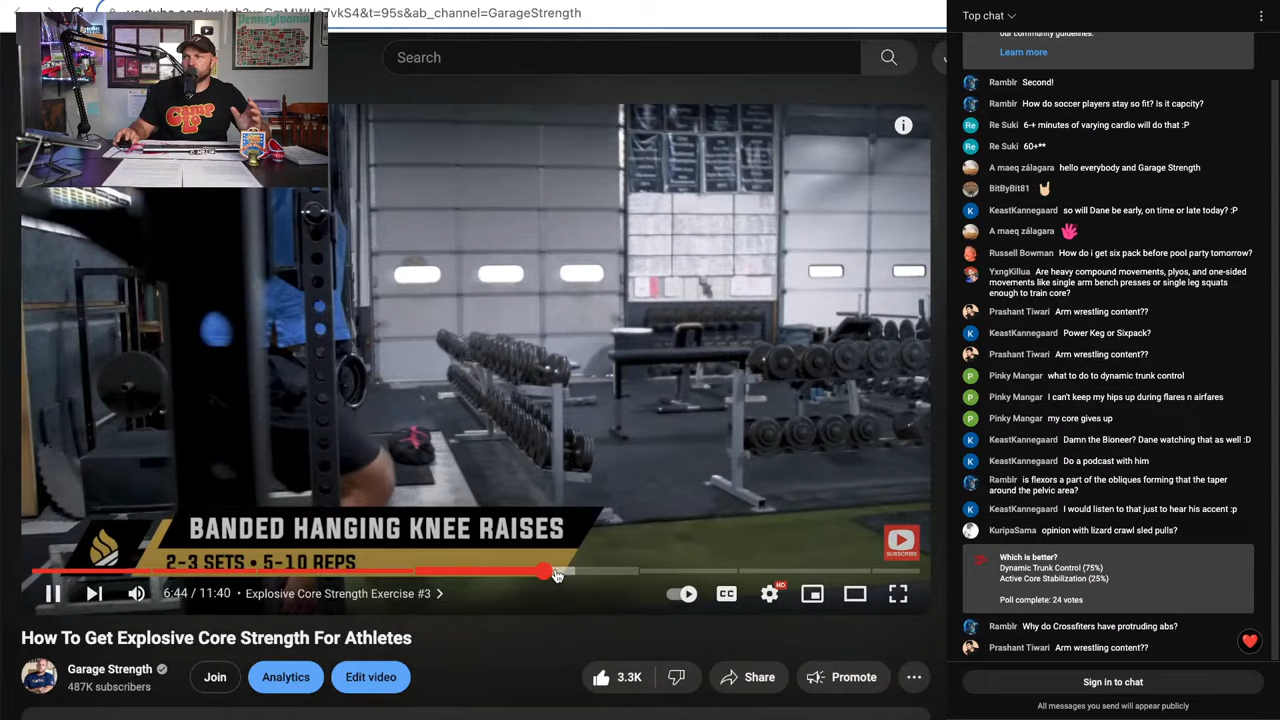 youtube.com/watch?v=GmMWUc7vkS4&t=95s&ab_channel=GarageStrength
Pennsylvania
Search
BANDED HANGING KNEE RAISES
2-3 SETS • 5-10 REPS
SUBSCRIBE
6:44 / 11:40 • Explosive Core Strength Exercise #3
CC
HD
How To Get Explosive Core Strength For Athletes
Garage Strength
487K subscribers
Join
Analytics
Edit video
3.3K
Share
Promote
Top chat
our community guidelines.
Learn more
Ramblr Second!
Ramblr How do soccer players stay so fit? Is it capcity?
Re Re Suki 6-+ minutes of varying cardio will do that :P
Re Re Suki 60+**
A maeq zálagara hello everybody and Garage Strength
BitByBit81 🤘🏻
K KeastKannegaard so will Dane be early, on time or late today? :P
A maeq zálagara
Russell Bowman How do i get six pack before pool party tomorrow?
YxngKillua Are heavy compound movements, plyos, and one-sided
movements like single arm bench presses or single leg squats
enough to train core?
Prashant Tiwari Arm wrestling content??
K KeastKannegaard Power Keg or Sixpack?
Prashant Tiwari Arm wrestling content??
P Pinky Mangar what to do to dynamic trunk control
P Pinky Mangar I can't keep my hips up during flares n airfares
P Pinky Mangar my core gives up
K KeastKannegaard Damn the Bioneer? Dane watching that as well :D
K KeastKannegaard Do a podcast with him
Ramblr is flexors a part of the obliques forming that the taper
around the pelvic area?
K KeastKannegaard I would listen to that just to hear his accent :p
KuripaSama opinion with lizard crawl sled pulls?
Which is better?
Dynamic Trunk Control (75%)
Active Core Stabilization (25%)
Poll complete: 24 votes
Ramblr Why do Crossfiters have protruding abs?
Prashant Tiwari Arm wrestling content??
Sign in to chat
All messages you send will appear publicly